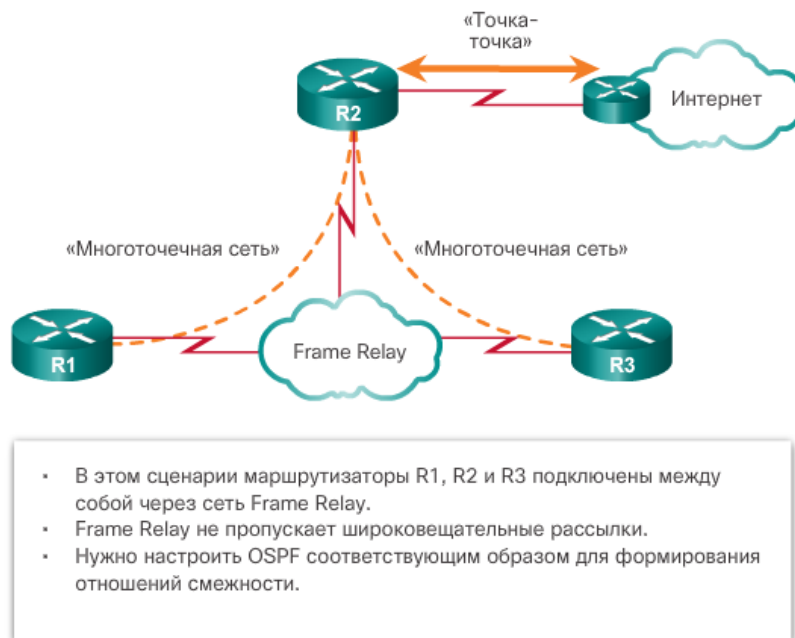 «Точка-
точка»
R2
Интернет
«Многоточечная сеть»
«Многоточечная сеть»
R1
Frame Relay
R3
▪ В этом сценарии маршрутизаторы R1, R2 и R3 подключены между
собой через сеть Frame Relay.
▪ Frame Relay не пропускает широковещательные рассылки.
▪ Нужно настроить OSPF соответствующим образом для формирования
отношений смежности.